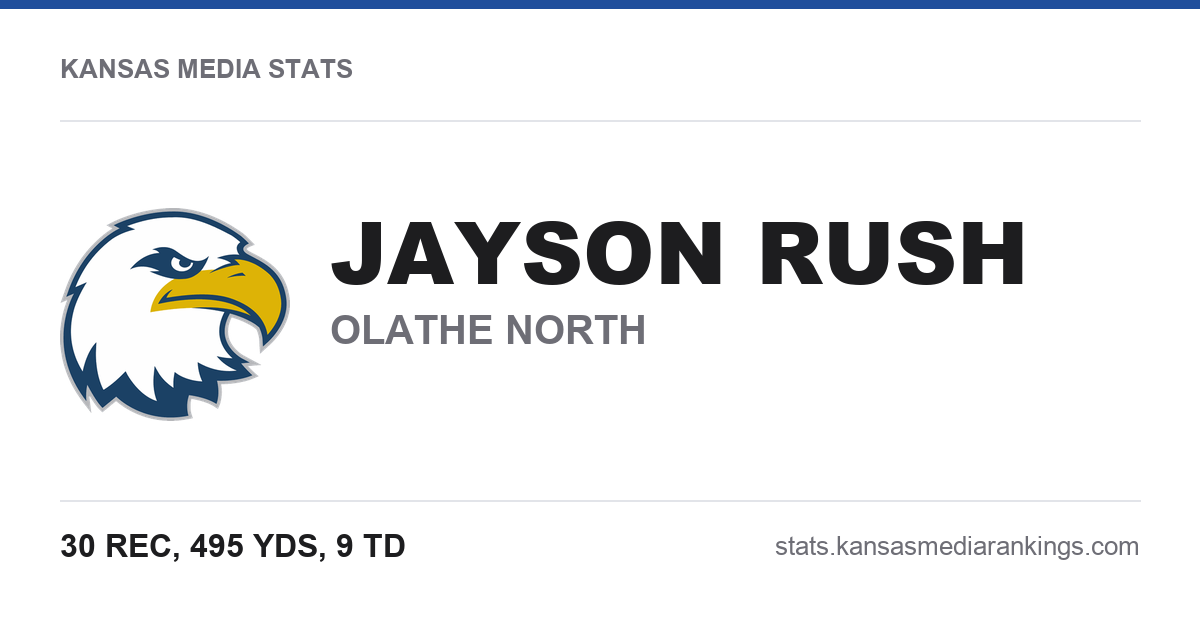 KANSAS MEDIA STATS
JAYSON RUSH
OLATHE NORTH
30 REC, 495 YDS, 9 TD
stats.kansasmediarankings.com